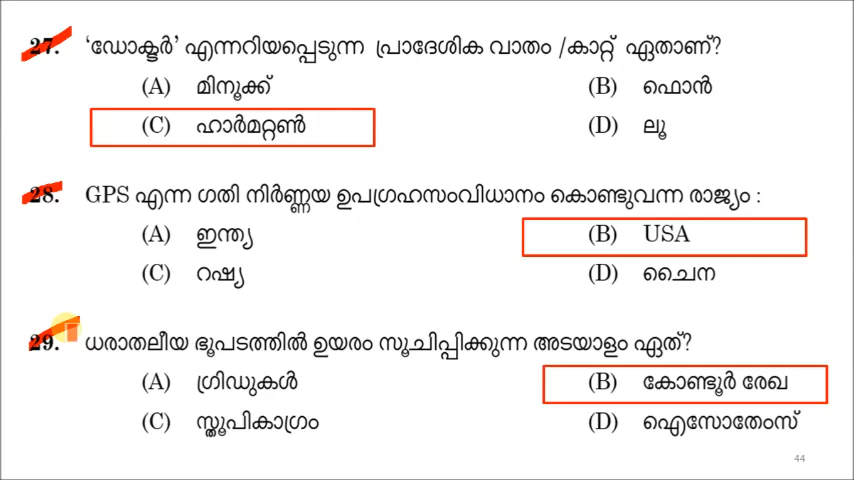 27. ‘ഡോക്ടർ’ എന്നറിയപ്പെടുന്ന പ്രാദേശിക വാതം /കാറ്റ് ഏതാണ്?
(A) മിനൂക്ക് (B) ഫൊൻ
(C) ഹാർമറ്റൺ (D) ലൂ
28. GPS എന്ന ഗതി നിർണ്ണയ ഉപഗ്രഹസംവിധാനം കൊണ്ടുവന്ന രാജ്യം :
(A) ഇന്ത്യ (B) USA
(C) റഷ്യ (D) ചൈന
29. ധരാതലീയ ഭൂപടത്തിൽ ഉയരം സൂചിപ്പിക്കുന്ന അടയാളം ഏത്?
(A) ഗ്രിഡുകൾ (B) കോണ്ടൂർ രേഖ
(C) സ്തൂപികാഗ്രം (D) ഐസോതേംസ്
44